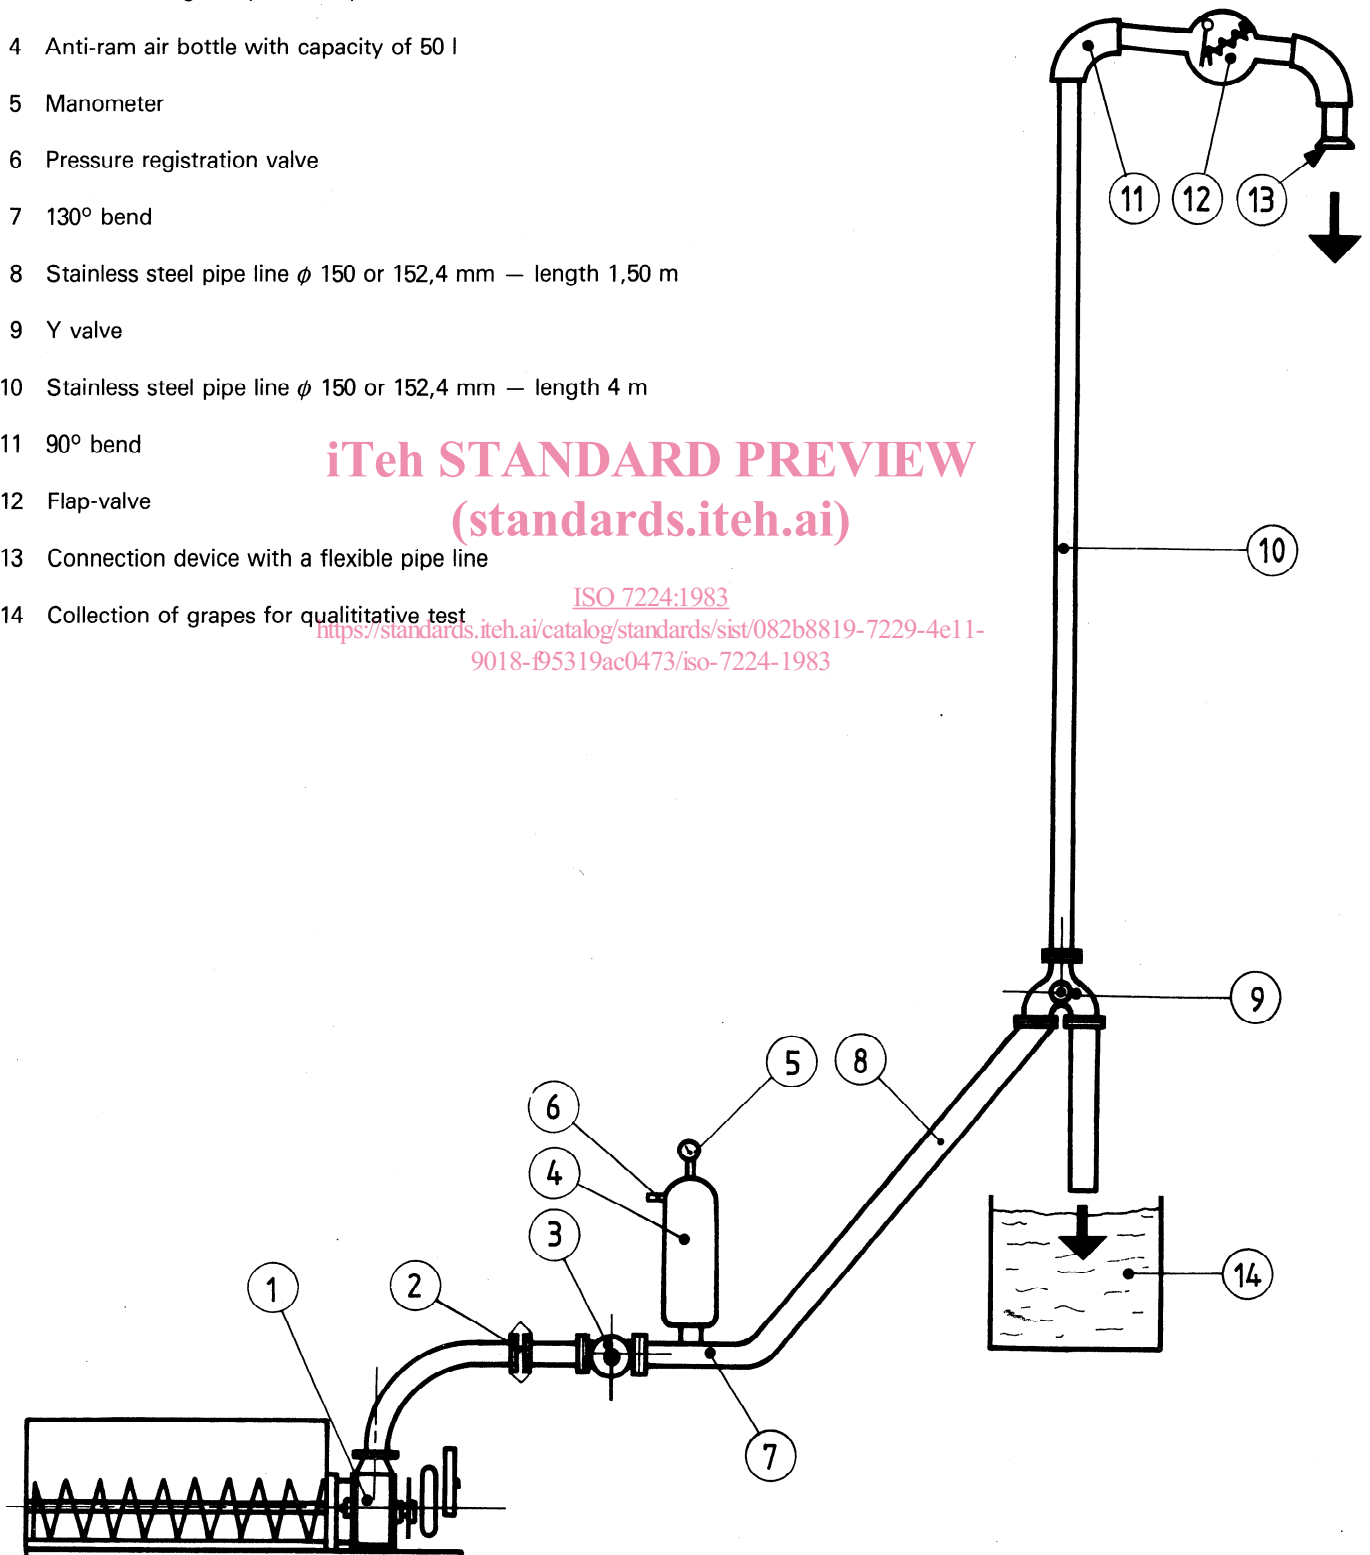 4 Anti-ram air bottle with capacity of 50 l
5 Manometer
6 Pressure registration valve
7 130° bend
8 Stainless steel pipe line ϕ 150 or 152,4 mm — length 1,50 m
9 Y valve
10 Stainless steel pipe line ϕ 150 or 152,4 mm — length 4 m
11 90° bend
12 Flap-valve
13 Connection device with a flexible pipe line
14 Collection of grapes for qualititative test
iTeh STANDARD PREVIEW
(standards.iteh.ai)
ISO 7224:1983
https://standards.iteh.ai/catalog/standards/sist/082b8819-7229-4e11-
9018-f95319ac0473/iso-7224-1983
11 12 13
10
9
5 8
6
4
3
14
1 2
7